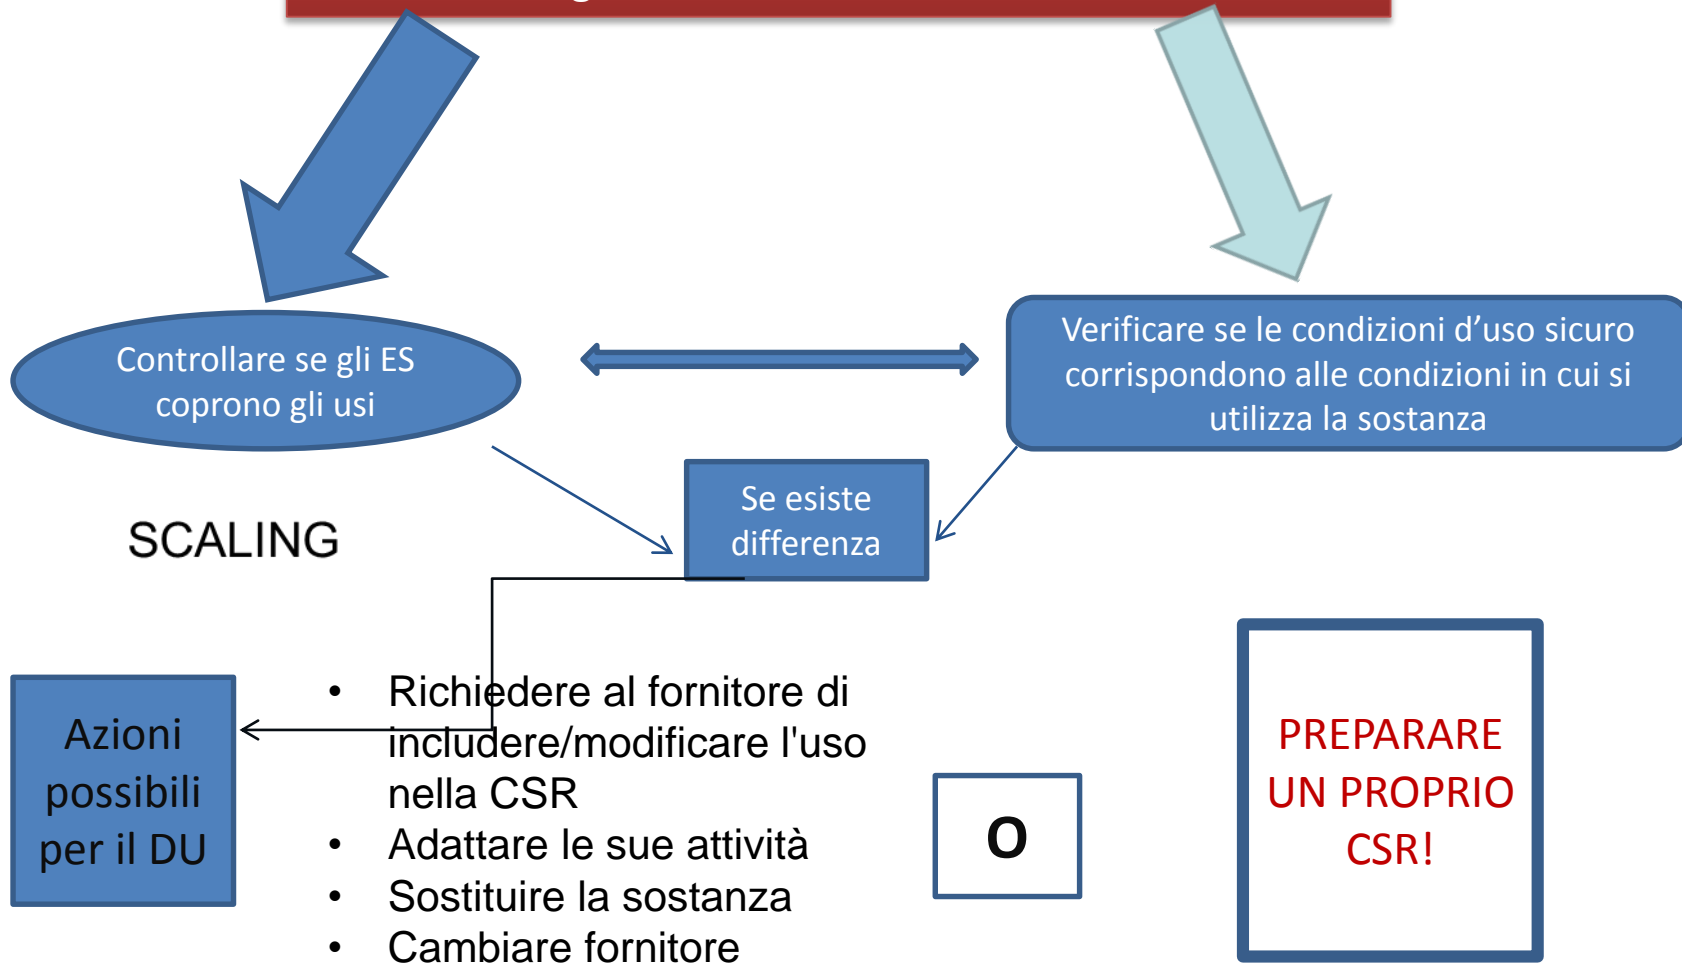 Controllare se gli ES
coprono gli usi
Verificare se le condizioni d’uso sicuro
corrispondono alle condizioni in cui si
utilizza la sostanza
Se esiste
differenza
SCALING
Azioni
possibili
per il DU
• Richiedere al fornitore di
includere/modificare l'uso
nella CSR
• Adattare le sue attività
• Sostituire la sostanza
• Cambiare fornitore
O
PREPARARE
UN PROPRIO
CSR!